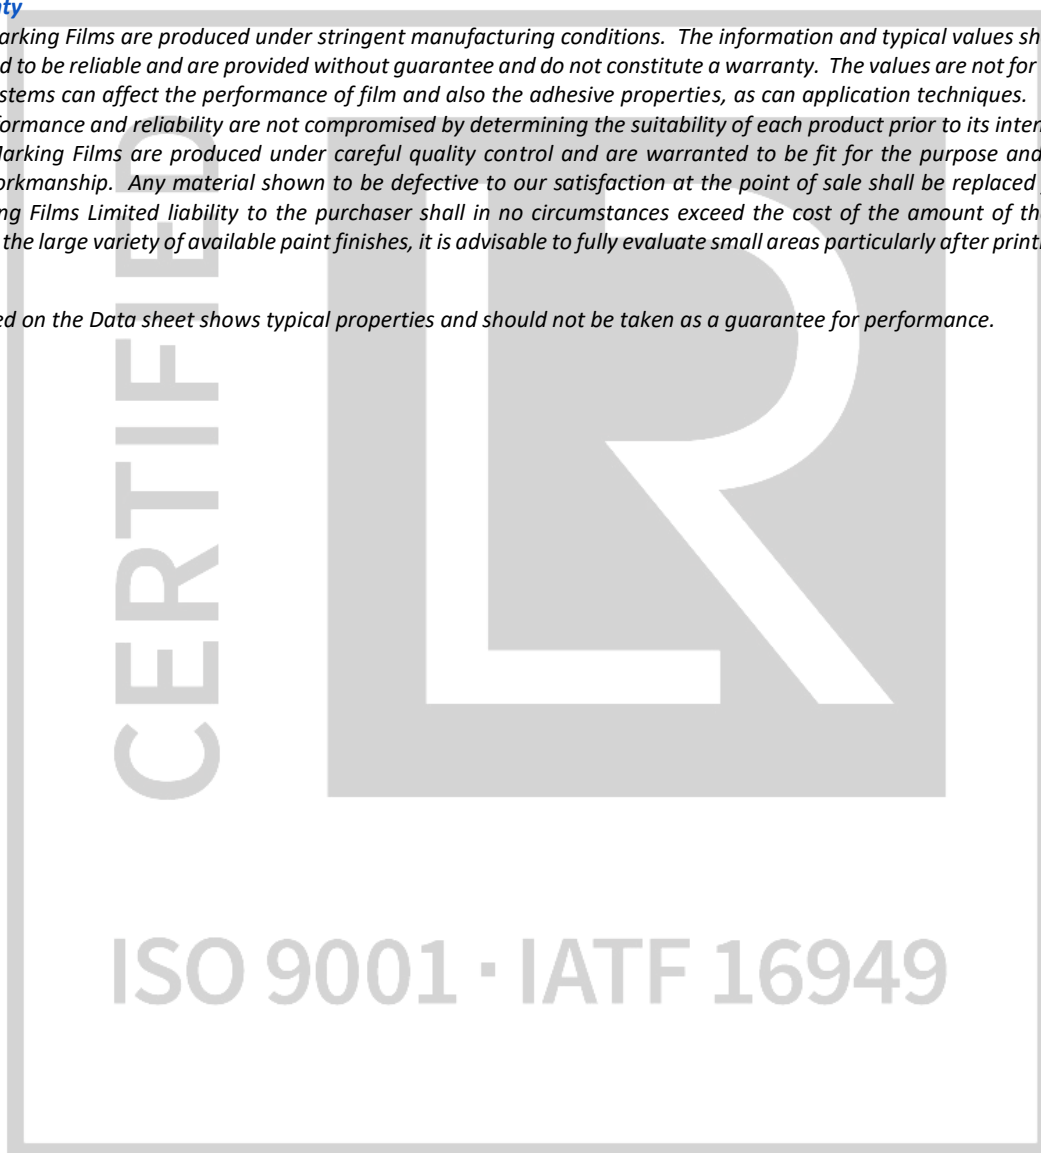 nty
arking Films are produced under stringent manufacturing conditions. The information and typical values sh
d to be reliable and are provided without guarantee and do not constitute a warranty. The values are not for
stems can affect the performance of film and also the adhesive properties, as can application techniques.
formance and reliability are not compromised by determining the suitability of each product prior to its inten
Marking Films are produced under careful quality control and are warranted to be fit for the purpose and
orkmanship. Any material shown to be defective to our satisfaction at the point of sale shall be replaced
ng Films Limited liability to the purchaser shall in no circumstances exceed the cost of the amount of th
the large variety of available paint finishes, it is advisable to fully evaluate small areas particularly after print
ed on the Data sheet shows typical properties and should not be taken as a guarantee for performance.
CERTIFIED
LR
ISO 9001 · IATF 16949